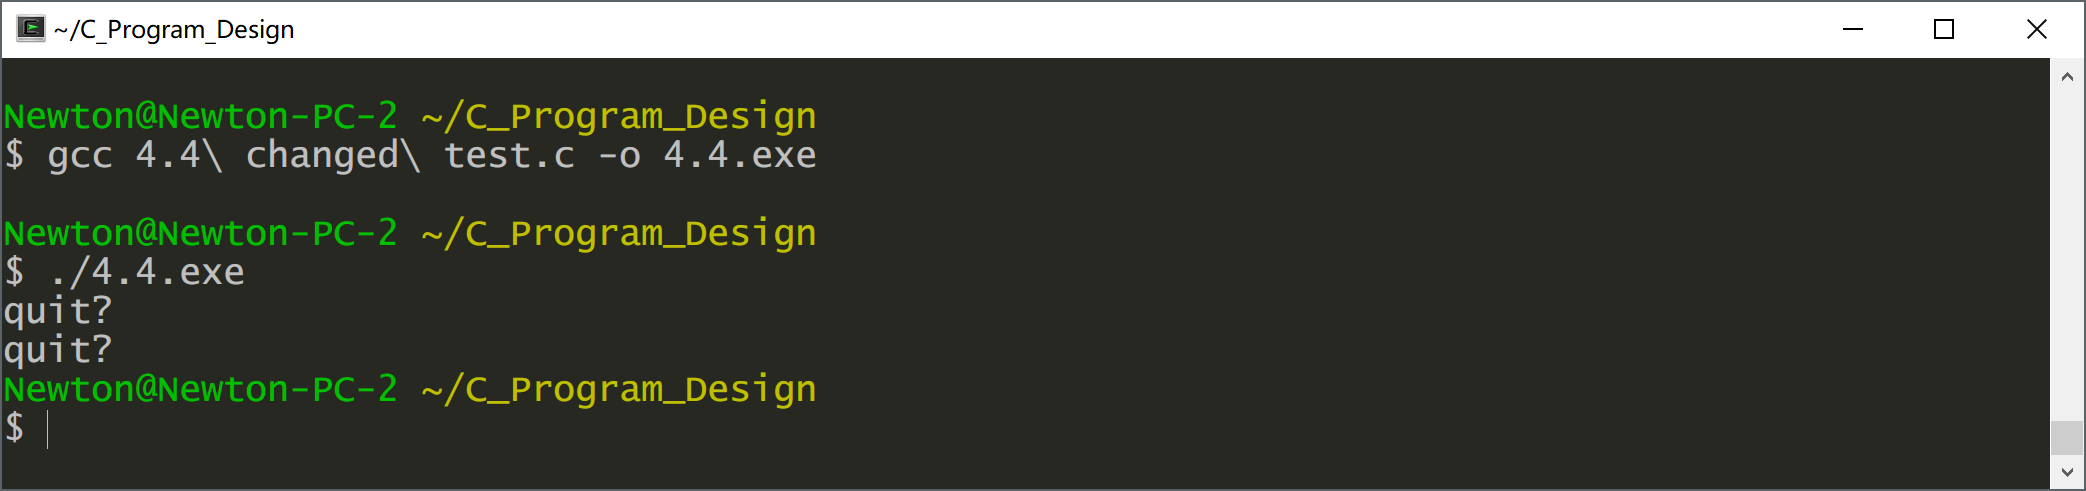 ~/C_Program_Design
Newton@Newton-PC-2 ~/C_Program_Design
$ gcc 4.4\ changed\ test.c -o 4.4.exe
Newton@Newton-PC-2 ~/C_Program_Design
$ ./4.4.exe
quit?
quit?
Newton@Newton-PC-2 ~/C_Program_Design
$